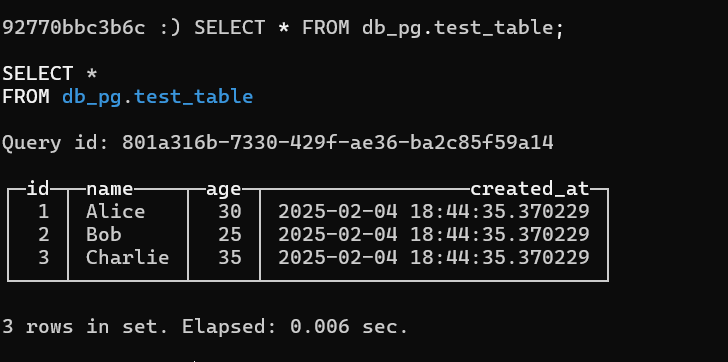 92770bbc3b6c :) SELECT * FROM db_pg.test_table;
SELECT *
FROM db_pg.test_table
Query id: 801a316b-7330-429f-ae36-ba2c85f59a14
id name age created_at
1 Alice 30 2025-02-04 18:44:35.370229
2 Bob 25 2025-02-04 18:44:35.370229
3 Charlie 35 2025-02-04 18:44:35.370229
3 rows in set. Elapsed: 0.006 sec.